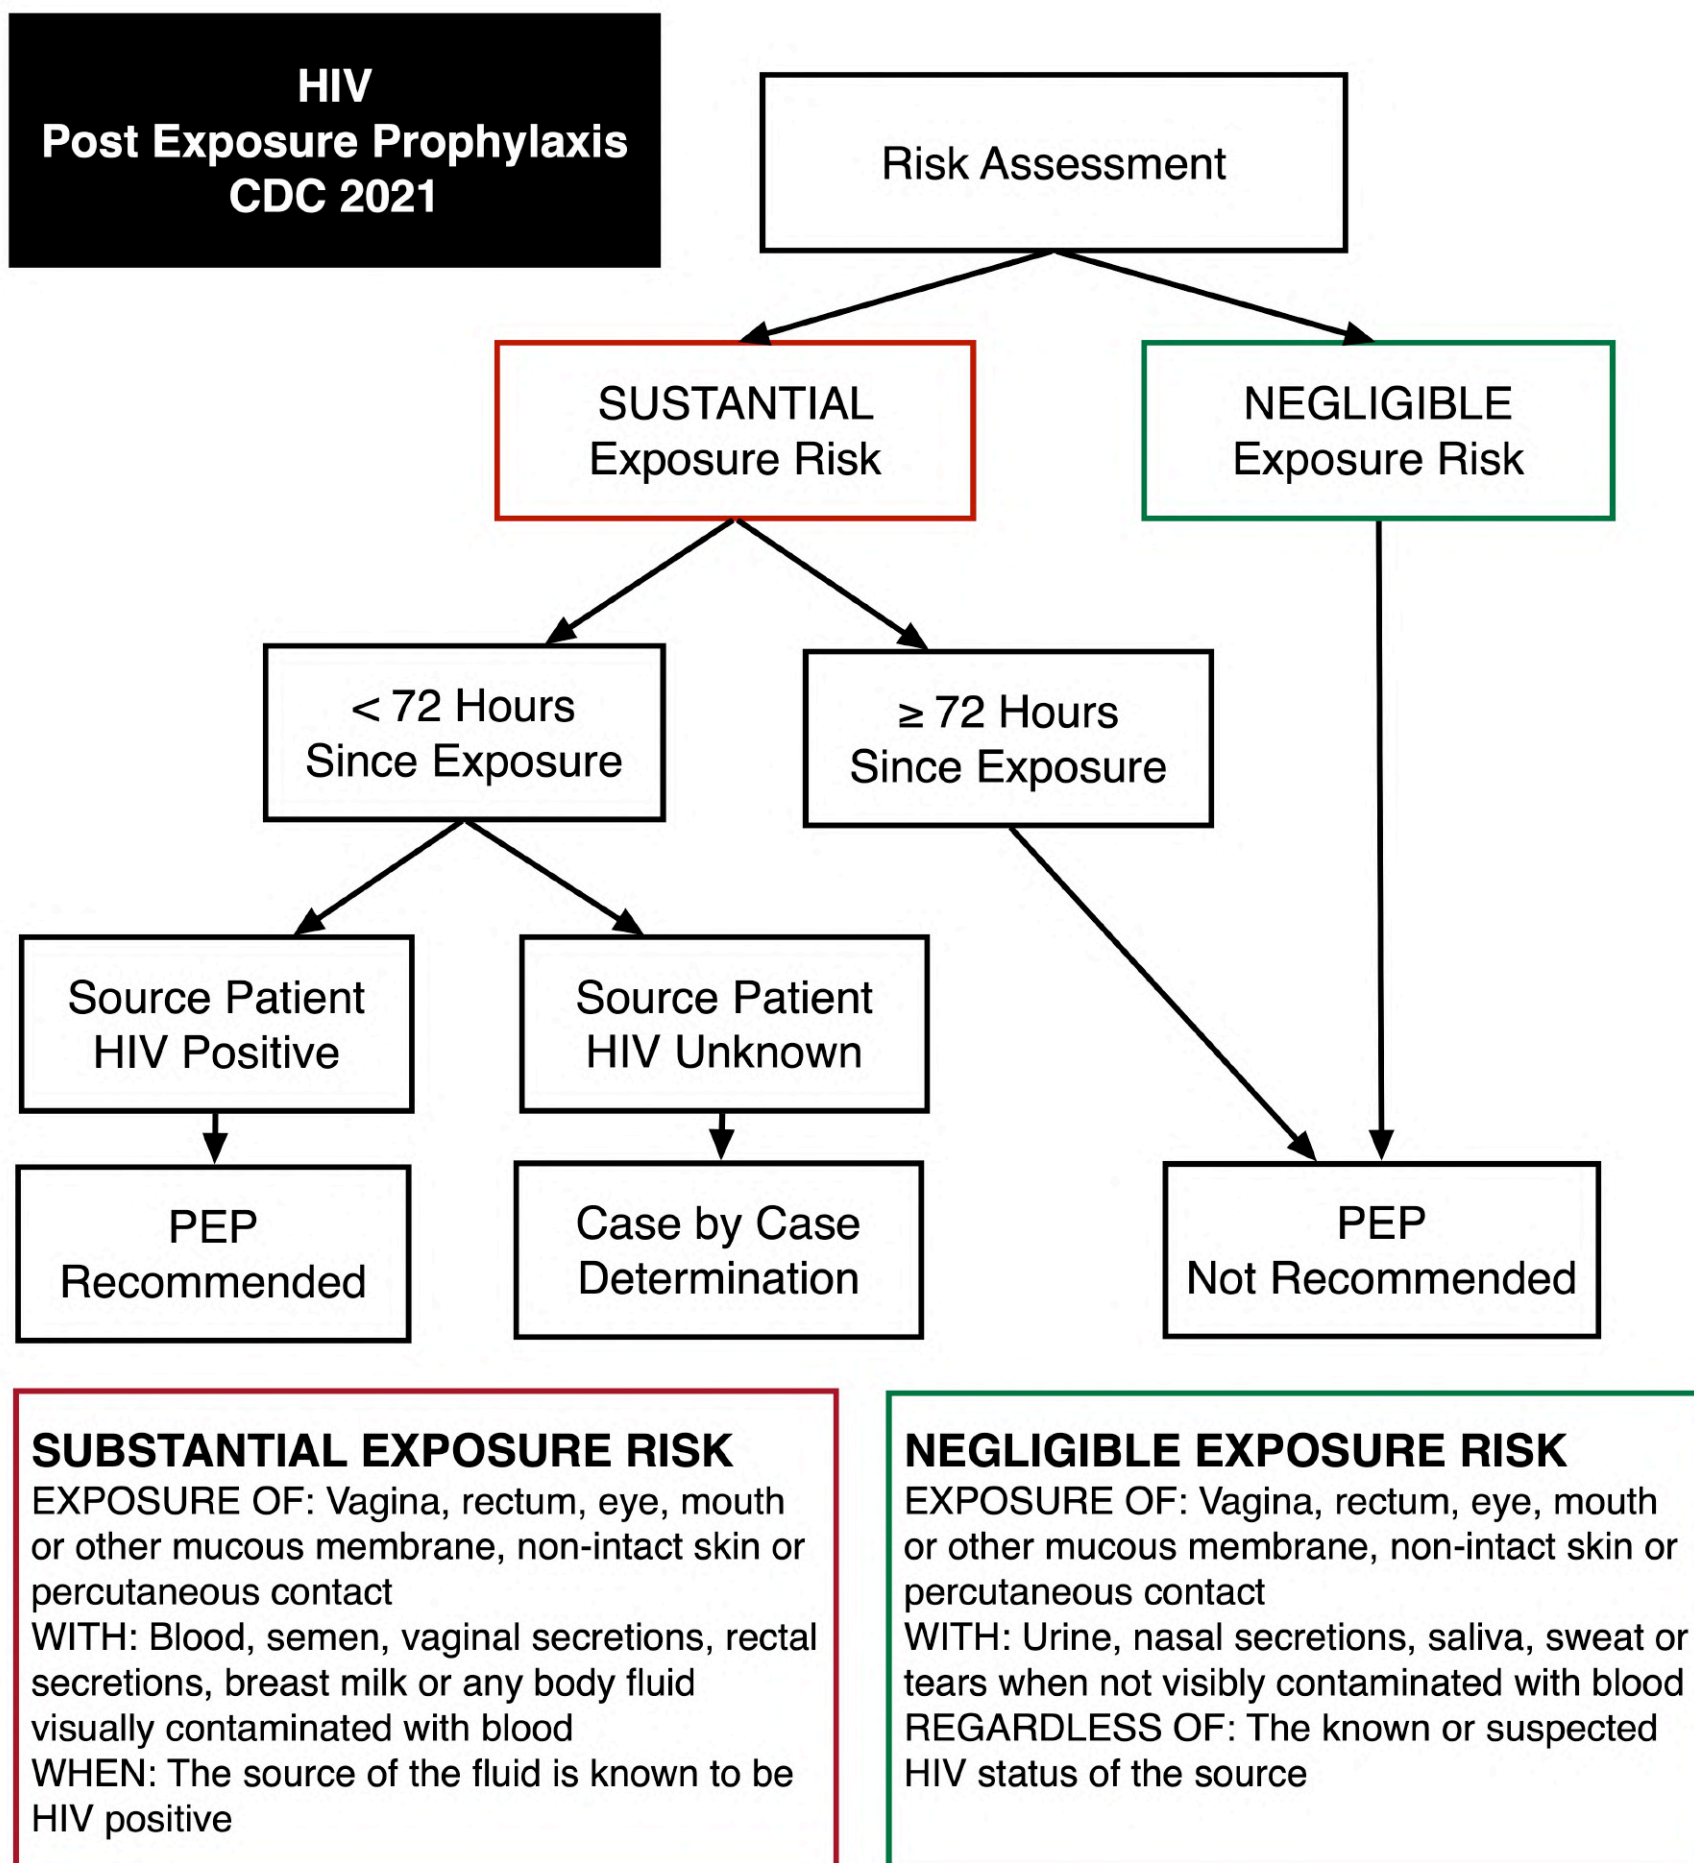 HIV
Post Exposure Prophylaxis
CDC 2021
Risk Assessment
SUSTANTIAL
Exposure Risk
NEGLIGIBLE
Exposure Risk
< 72 Hours
Since Exposure
≥ 72 Hours
Since Exposure
Source Patient
HIV Positive
Source Patient
HIV Unknown
PEP
Recommended
Case by Case
Determination
PEP
Not Recommended
SUBSTANTIAL EXPOSURE RISK
EXPOSURE OF: Vagina, rectum, eye, mouth
or other mucous membrane, non-intact skin or
percutaneous contact
WITH: Blood, semen, vaginal secretions, rectal
secretions, breast milk or any body fluid
visually contaminated with blood
WHEN: The source of the fluid is known to be
HIV positive
NEGLIGIBLE EXPOSURE RISK
EXPOSURE OF: Vagina, rectum, eye, mouth
or other mucous membrane, non-intact skin or
percutaneous contact
WITH: Urine, nasal secretions, saliva, sweat or
tears when not visibly contaminated with blood
REGARDLESS OF: The known or suspected
HIV status of the source